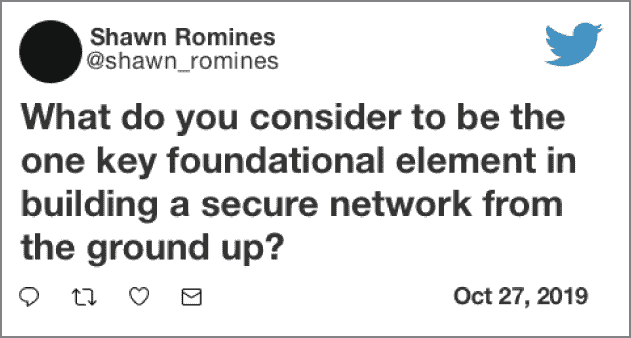 Shawn Romines
@shawn_romines
What do you consider to be the
one key foundational element in
building a secure network from
the ground up?
Oct 27, 2019